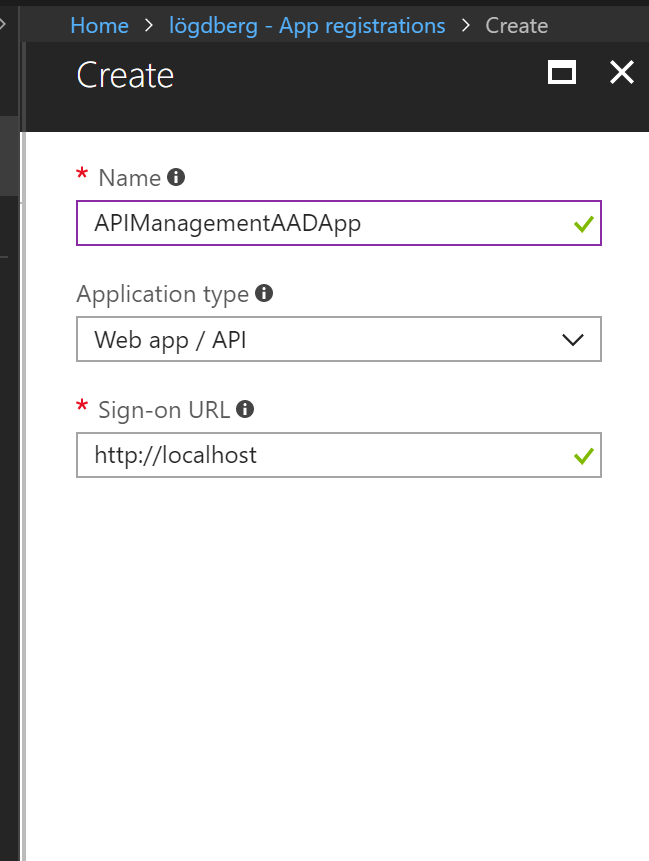 Home > lögdberg - App registrations > Create
Create
* Name
APIManagementAADApp
Application type
Web app / API
* Sign-on URL
http://localhost